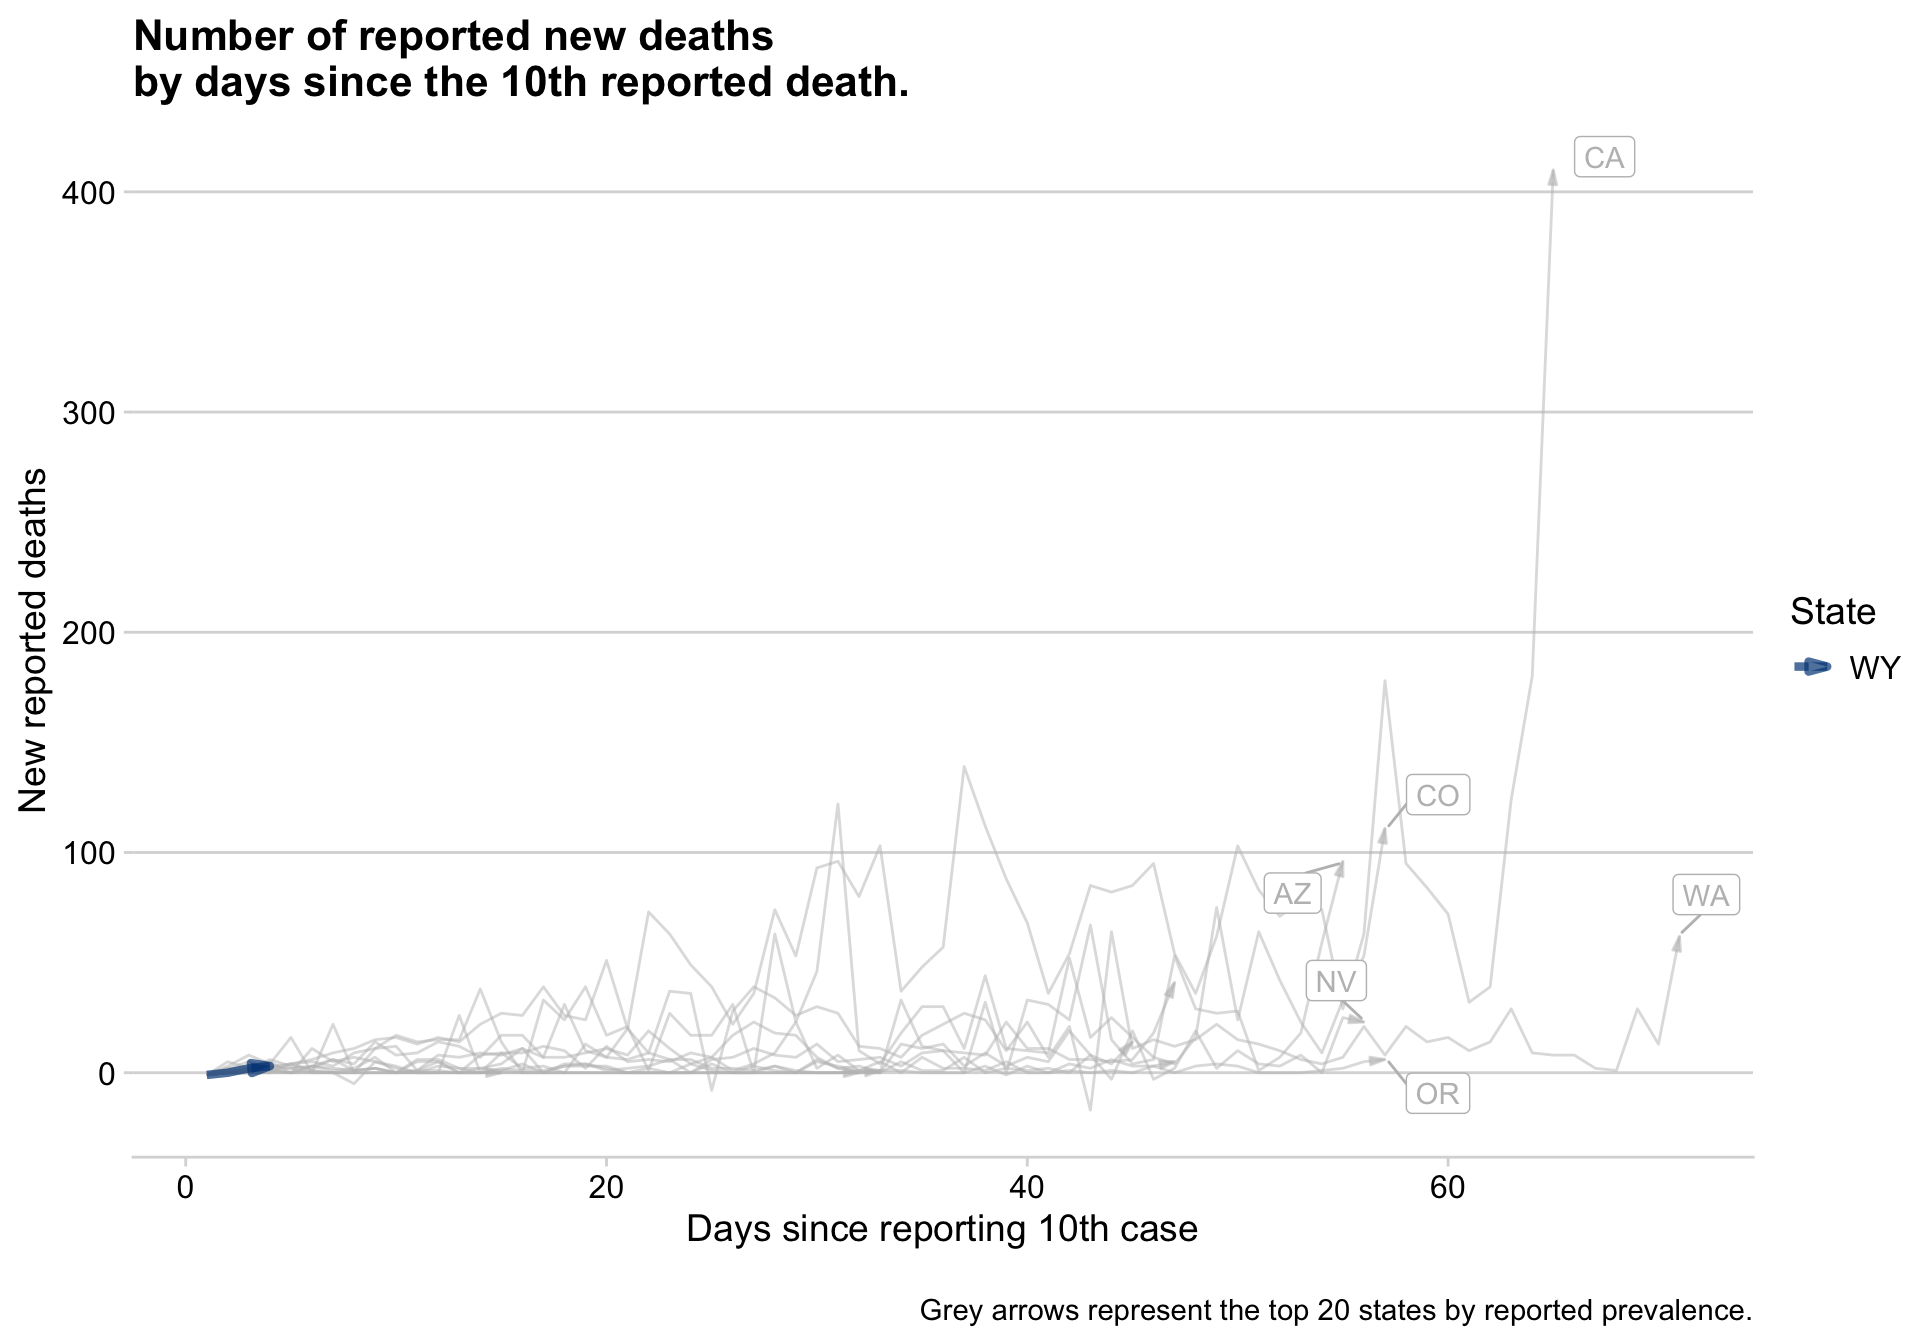 Number of reported new deaths
by days since the 10th reported death.
CA
400
300
200
100
0
New reported deaths
State
WY
CO
AZ
WA
NV
OR
0
20
40
60
Days since reporting 10th case
Grey arrows represent the top 20 states by reported prevalence.